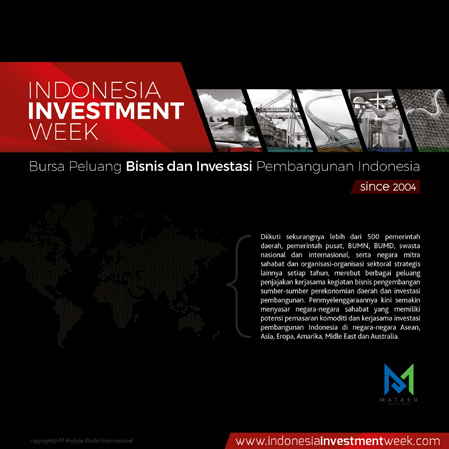 INDONESIA
INVESTMENT
WEEK
Bursa Peluang Bisnis dan Investasi Pembangunan Indonesia
since 2004
Diikuti sekurangnya lebih dari 500 pemerintah
daerah, pemerintah pusat, BUMN, BUMD, swasta
nasional dan internasional, serta negara mitra
sahabat dan organisasi-organisasi sektoral strategis
lainnya setiap tahun, merebut berbagai peluang
penjajakan kerjasama kegiatan bisnis pengembangan
sumber-sumber perekonomian daerah dan investasi
pembangunan. Penmyelenggaraannya kini semakin
menyasar negara-negara sahabat yang memiliki
potensi pemasaran komoditi dan kerjasama investasi
pembangunan Indonesia di negara-negara Asean,
Asia, Eropa, Amarika, Midle East dan Australia.
MATAER
copyright@ PT Profajar Ekibit Internasional
www.indonesiainvestmentweek.com